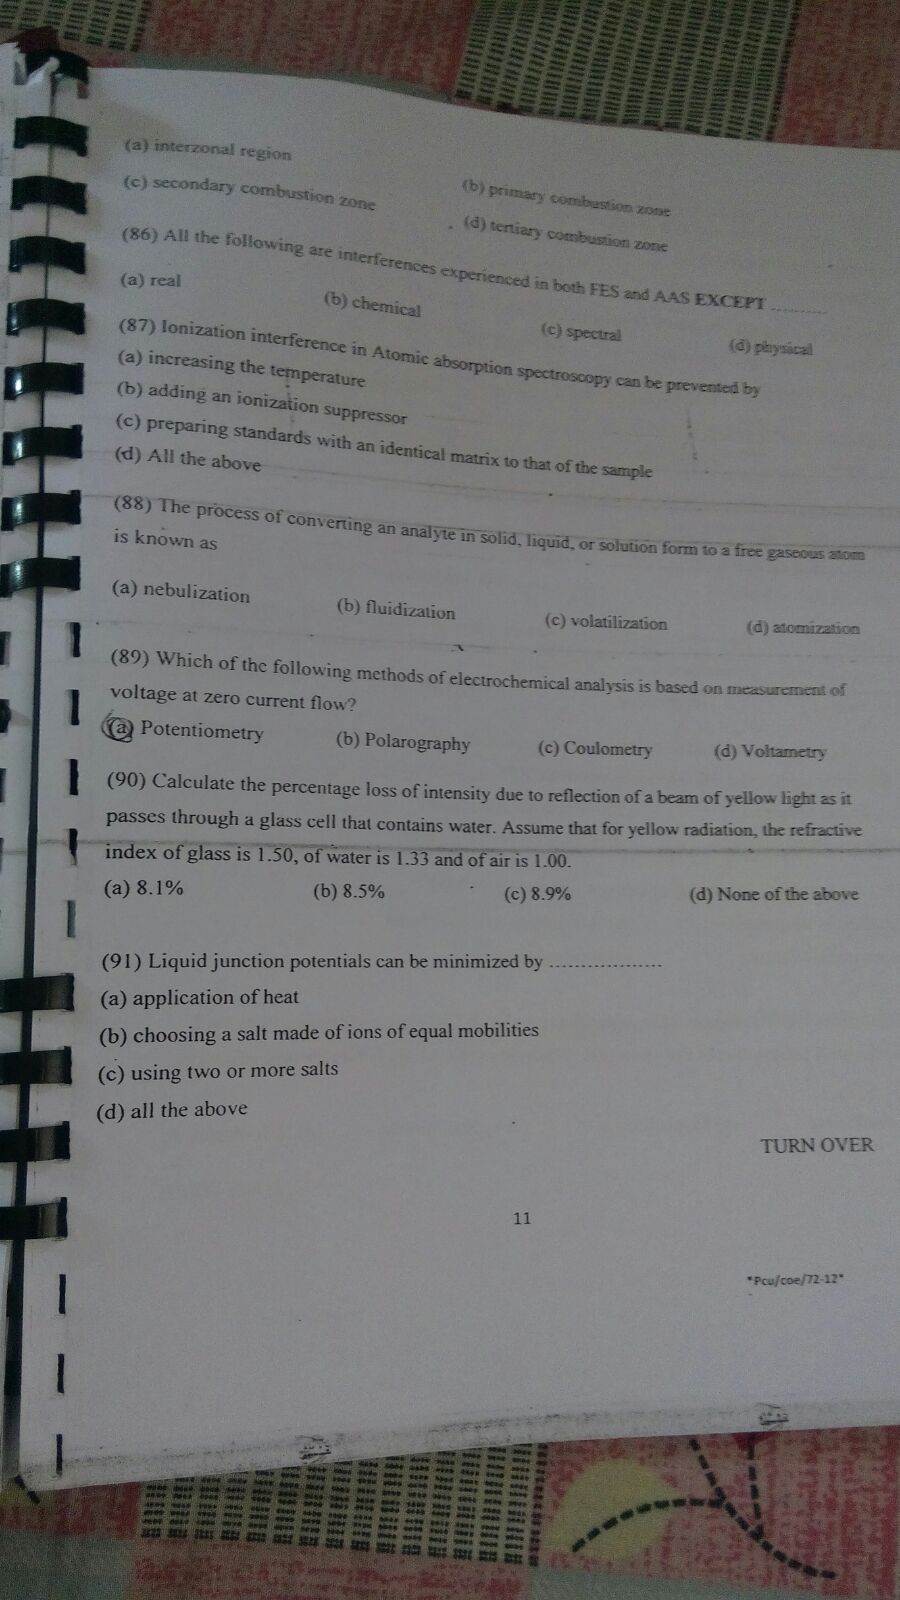 (a) interzonal region
(b) primary combustion zone
(c) secondary combustion zone
(d) tertiary combustion zone
(86) All the following are interferences experienced in both FES and AAS EXCEPT ..........
(a) real (b) chemical (c) spectral (d) physical
(87) Ionization interference in Atomic absorption spectroscopy can be prevented by
(a) increasing the temperature
(b) adding an ionization suppressor
(c) preparing standards with an identical matrix to that of the sample
(d) All the above
(88) The process of converting an analyte in solid, liquid, or solution form to a free gaseous atom
is known as
(a) nebulization (b) fluidization (c) volatilization (d) atomization
(89) Which of the following methods of electrochemical analysis is based on measurement of
voltage at zero current flow?
(a) Potentiometry (b) Polarography (c) Coulometry (d) Voltametry
(90) Calculate the percentage loss of intensity due to reflection of a beam of yellow light as it
passes through a glass cell that contains water. Assume that for yellow radiation, the refractive
index of glass is 1.50, of water is 1.33 and of air is 1.00.
(a) 8.1% (b) 8.5% (c) 8.9% (d) None of the above
(91) Liquid junction potentials can be minimized by ..................
(a) application of heat
(b) choosing a salt made of ions of equal mobilities
(c) using two or more salts
(d) all the above
TURN OVER
11
*Pcu/coe/72-12*